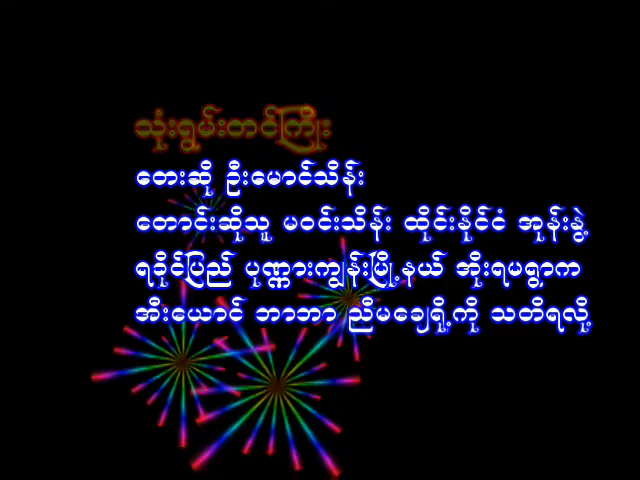 သုံးရွမ်းတင်ကြိုး
တေးဆို ဦးမောင်သိန်း
တောင်းဆိုသူ မဝင်းသိန်း ထိုင်းနိုင်ငံ အုန်းနွဲ့
ရခိုင်ပြည် ပုဏ္ဏားကျွန်းမြို့နယ် အိုးရမရွာက
အီးယောင် ဘာဘာ ညီမချေရို့ကို သတိရလို့